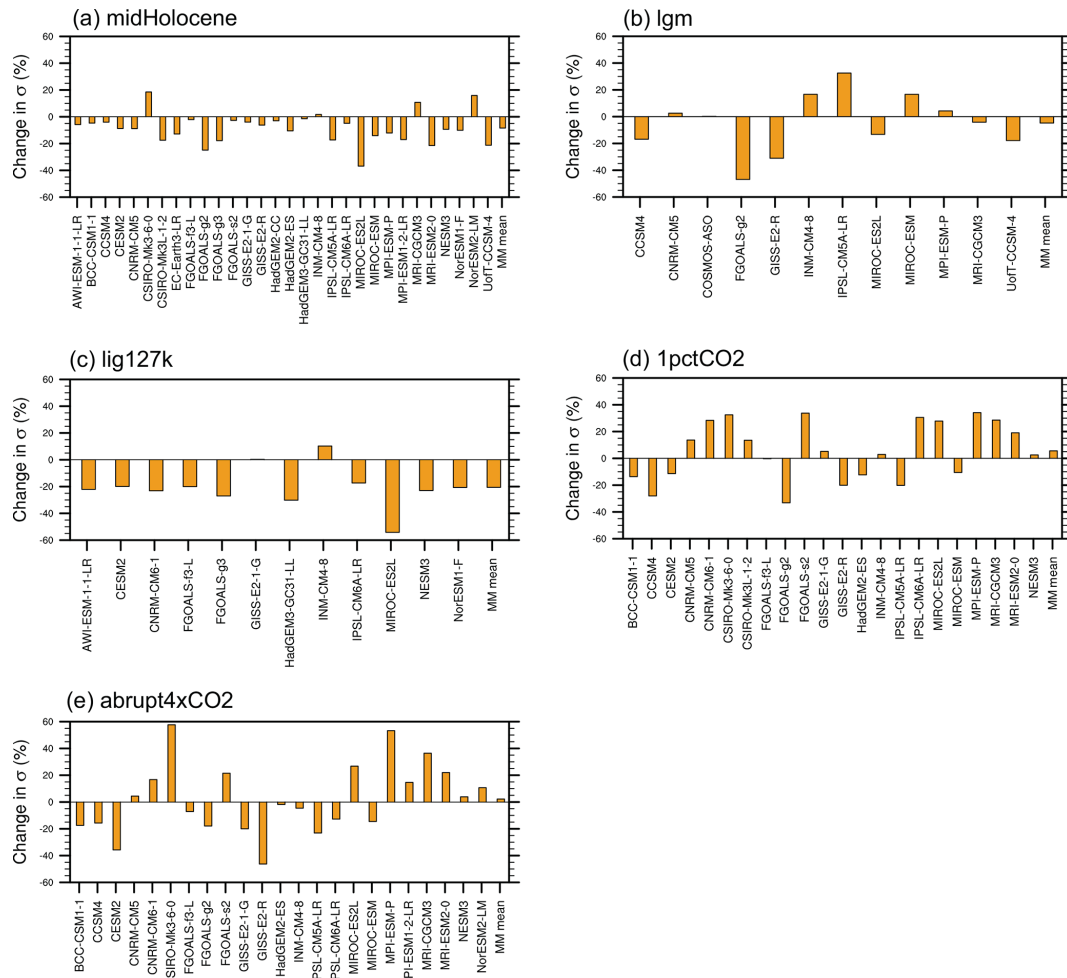 (a) midHolocene
Change in σ (%)
60
40
20
0
-20
-40
-60
AWI-ESM-1-1-LR
BCC-CSM1-1
CCSM4
CESM2
CNRM-CM5
CSIRO-Mk3-6-0
CSIRO-Mk3L-1-2
EC-Earth3-LR
FGOALS-f3-L
FGOALS-g2
FGOALS-g3
FGOALS-s2
GISS-E2-1-G
GISS-E2-R
HadGEM2-CC
HadGEM2-ES
HadGEM3-GC31-LL
INM-CM4-8
IPSL-CM5A-LR
IPSL-CM6A-LR
MIROC-ES2L
MIROC-ESM
MPI-ESM-P
MPI-ESM1-2-LR
MRI-CGCM3
MRI-ESM2-0
NESM3
NorESM1-F
NorESM2-LM
UofT-CCSM-4
MM mean
(b) lgm
Change in σ (%)
60
40
20
0
-20
-40
-60
CCSM4
CNRM-CM5
COSMOS-ASO
FGOALS-g2
GISS-E2-R
INM-CM4-8
IPSL-CM5A-LR
MIROC-ES2L
MIROC-ESM
MPI-ESM-P
MRI-CGCM3
UofT-CCSM-4
MM mean
(c) lig127k
Change in σ (%)
60
40
20
0
-20
-40
-60
AWI-ESM-1-1-LR
CESM2
CNRM-CM6-1
FGOALS-f3-L
FGOALS-g3
GISS-E2-1-G
HadGEM3-GC31-LL
INM-CM4-8
IPSL-CM6A-LR
MIROC-ES2L
NESM3
NorESM1-F
MM mean
(d) 1pctCO2
Change in σ (%)
60
40
20
0
-20
-40
-60
BCC-CSM1-1
CCSM4
CESM2
CNRM-CM5
CNRM-CM6-1
CSIRO-Mk3-6-0
CSIRO-Mk3L-1-2
FGOALS-f3-L
FGOALS-g2
FGOALS-s2
GISS-E2-1-G
GISS-E2-R
HadGEM2-ES
INM-CM4-8
IPSL-CM5A-LR
IPSL-CM6A-LR
MIROC-ES2L
MIROC-ESM
MPI-ESM-P
MRI-CGCM3
MRI-ESM2-0
NESM3
MM mean
(e) abrupt4xCO2
Change in σ (%)
60
40
20
0
-20
-40
-60
BCC-CSM1-1
CCSM4
CESM2
CNRM-CM5
CNRM-CM6-1
SIRO-Mk3-6-0
FGOALS-f3-L
FGOALS-g2
FGOALS-s2
GISS-E2-1-G
GISS-E2-R
HadGEM2-ES
INM-CM4-8
PSL-CM5A-LR
PSL-CM6A-LR
MIROC-ES2L
MIROC-ESM
MPI-ESM-P
PI-ESM1-2-LR
MRI-CGCM3
MRI-ESM2-0
NESM3
NorESM2-LM
MM mean